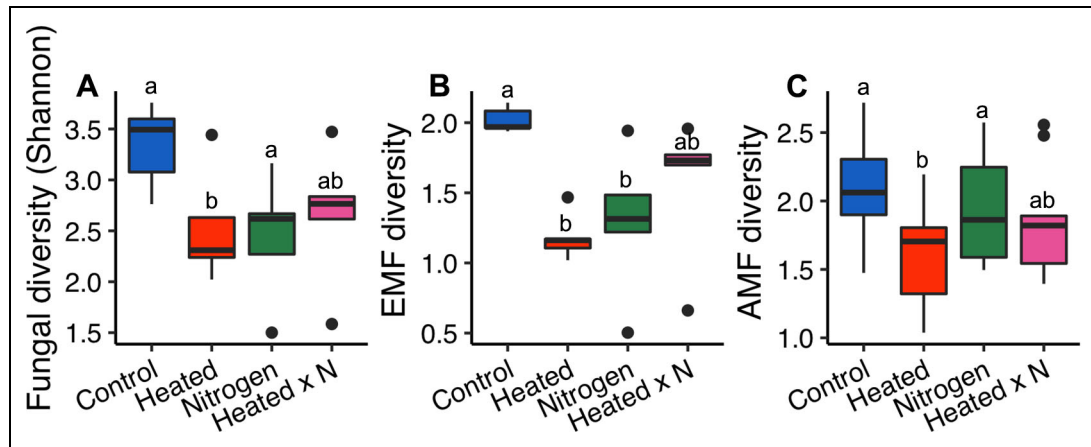 A
Fungal diversity (Shannon)
3.5
3.0
2.5
2.0
1.5
a
b
a
ab
Control
Heated
Nitrogen
Heated x N
B
EMF diversity
2.0
1.5
1.0
0.5
a
b
b
ab
Control
Heated
Nitrogen
Heated x N
C
AMF diversity
2.5
2.0
1.5
1.0
a
b
a
ab
Control
Heated
Nitrogen
Heated x N